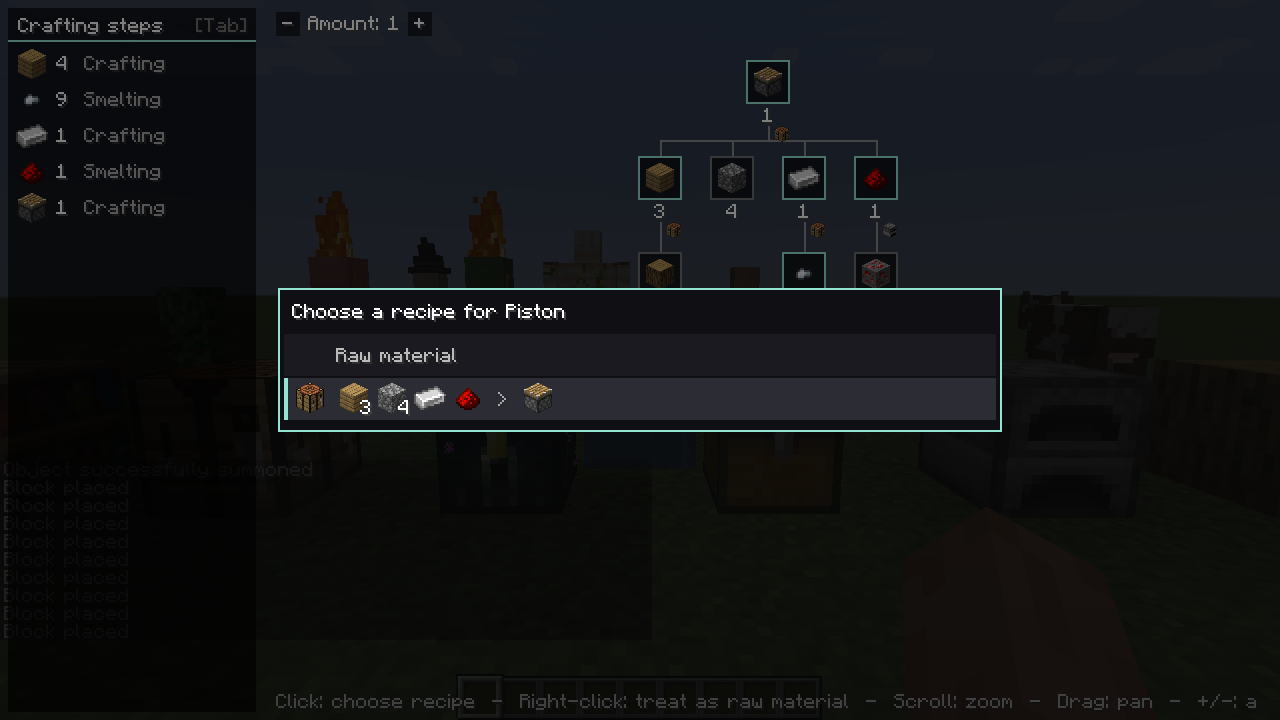 Crafting steps [Tab]
4 Crafting
9 Smelting
1 Crafting
1 Smelting
1 Crafting
- Amount: 1 +
1
3 4 1 1
Choose a recipe for Piston
Raw material
3 4 >
Object successfully summoned
Block placed
Block placed
Block placed
Block placed
Block placed
Block placed
Block placed
Block placed
Block placed
Click: choose recipe - Right-click: treat as raw material - Scroll: zoom - Drag: pan - +/-: a